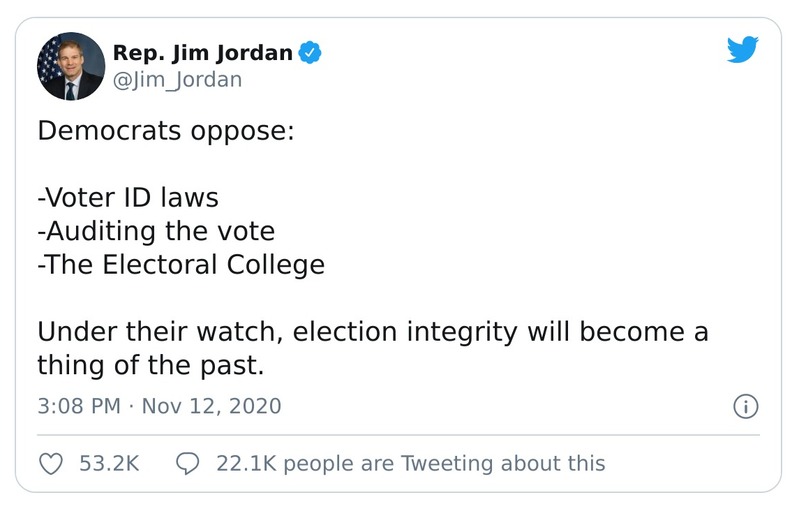 Rep. Jim Jordan
@Jim_Jordan
Democrats oppose:
-Voter ID laws
-Auditing the vote
-The Electoral College
Under their watch, election integrity will become a
thing of the past.
3:08 PM · Nov 12, 2020
53.2K 22.1K people are Tweeting about this